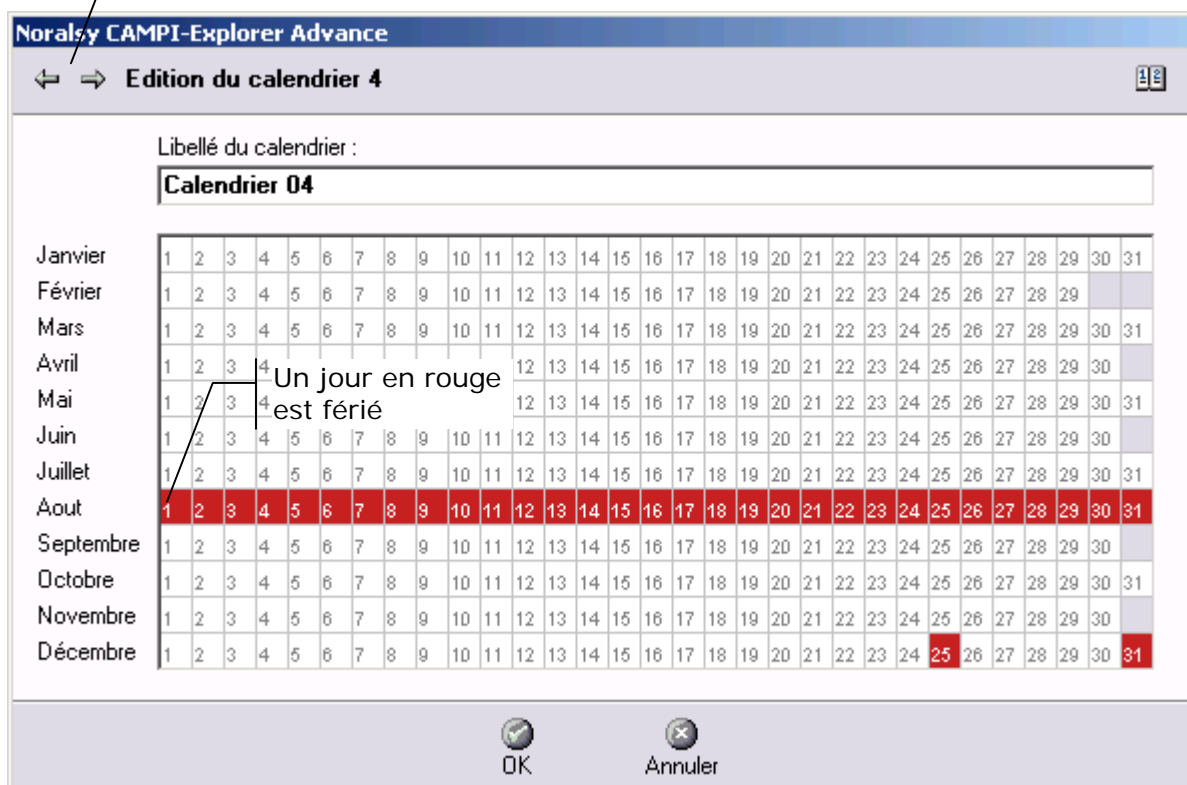 Noralsy CAMPI-Explorer Advance
Edition du calendrier 4
Libellé du calendrier :
Calendrier 04
Janvier 1 2 3 4 5 6 7 8 9 10 11 12 13 14 15 16 17 18 19 20 21 22 23 24 25 26 27 28 29 30 31
Février 1 2 3 4 5 6 7 8 9 10 11 12 13 14 15 16 17 18 19 20 21 22 23 24 25 26 27 28 29
Mars 1 2 3 4 5 6 7 8 9 10 11 12 13 14 15 16 17 18 19 20 21 22 23 24 25 26 27 28 29 30 31
Avril 1 2 3 4 12 13 14 15 16 17 18 19 20 21 22 23 24 25 26 27 28 29 30
Un jour en rouge
Mai 1 2 3 4 12 13 14 15 16 17 18 19 20 21 22 23 24 25 26 27 28 29 30 31
est férié
Juin 1 2 3 4 5 6 7 8 9 10 11 12 13 14 15 16 17 18 19 20 21 22 23 24 25 26 27 28 29 30
Juillet 1 2 3 4 5 6 7 8 9 10 11 12 13 14 15 16 17 18 19 20 21 22 23 24 25 26 27 28 29 30 31
Aout 1 2 3 4 5 6 7 8 9 10 11 12 13 14 15 16 17 18 19 20 21 22 23 24 25 26 27 28 29 30 31
Septembre 1 2 3 4 5 6 7 8 9 10 11 12 13 14 15 16 17 18 19 20 21 22 23 24 25 26 27 28 29 30
Octobre 1 2 3 4 5 6 7 8 9 10 11 12 13 14 15 16 17 18 19 20 21 22 23 24 25 26 27 28 29 30 31
Novembre 1 2 3 4 5 6 7 8 9 10 11 12 13 14 15 16 17 18 19 20 21 22 23 24 25 26 27 28 29 30
Décembre 1 2 3 4 5 6 7 8 9 10 11 12 13 14 15 16 17 18 19 20 21 22 23 24 25 26 27 28 29 30 31
OK Annuler